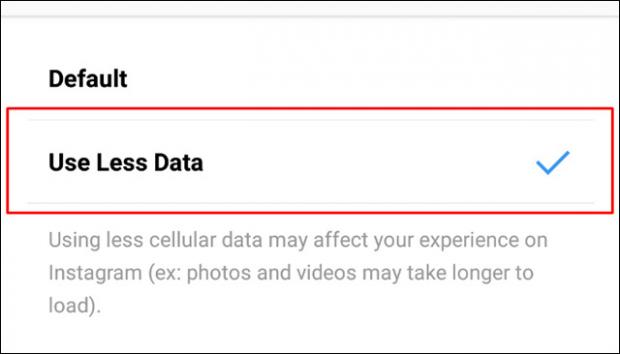 Default
Use Less Data
Using less cellular data may affect your experience on
Instagram (ex: photos and videos may take longer to
load).